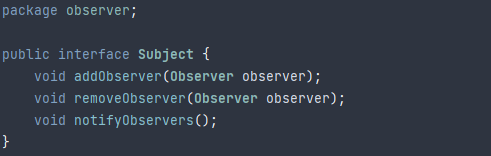 package observer;
public interface Subject {
    void addObserver(Observer observer);
    void removeObserver(Observer observer);
    void notifyObservers();
}